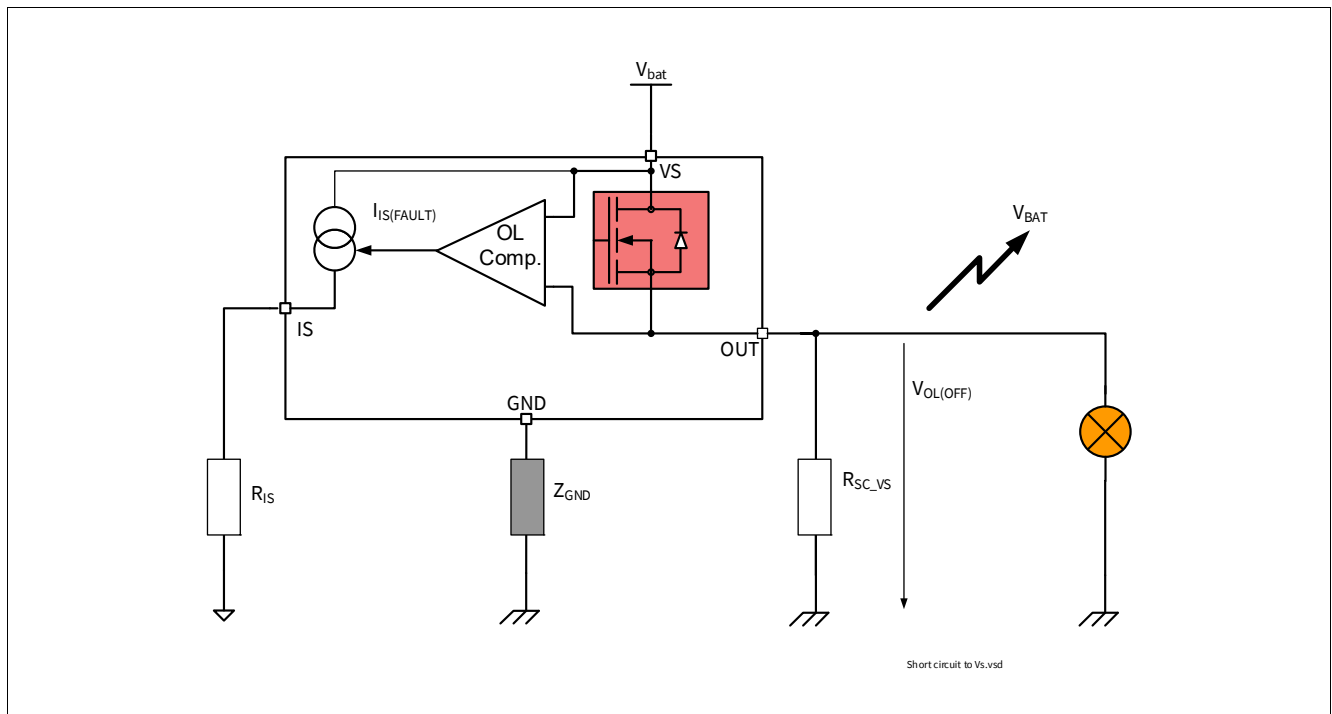 Vbat
VS
IIS(FAULT)
OL
Comp.
VBAT
IS
OUT
VOL(OFF)
GND
RIS
ZGND
RSC_VS
Short circuit to Vs.vsd